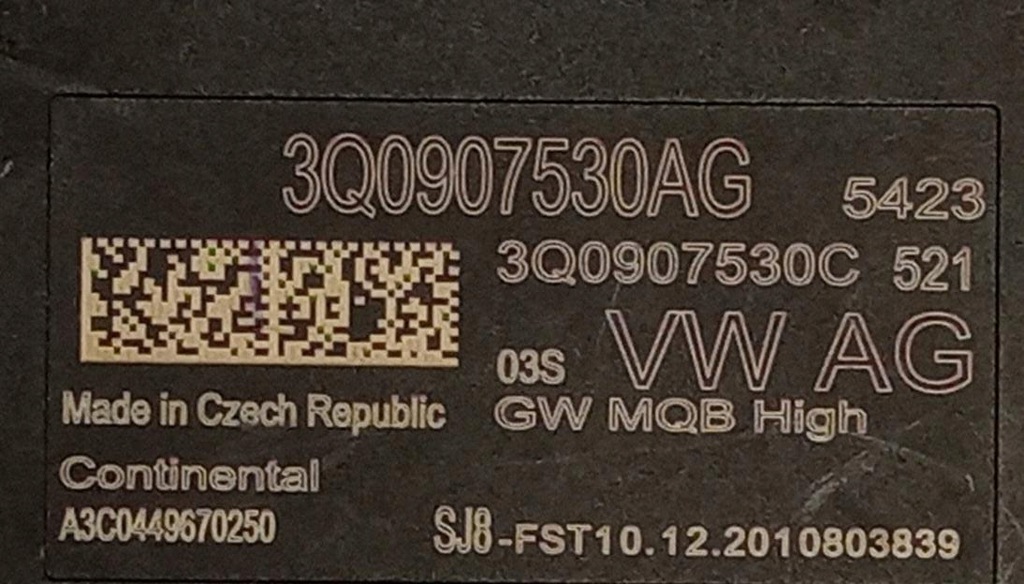 3Q0907530AG 5423
3Q0907530C 521
03S VW AG
Made in Czech Republic GW MQB High
Continental
A3C0449670250 SJ8-FST10.12.2010803839